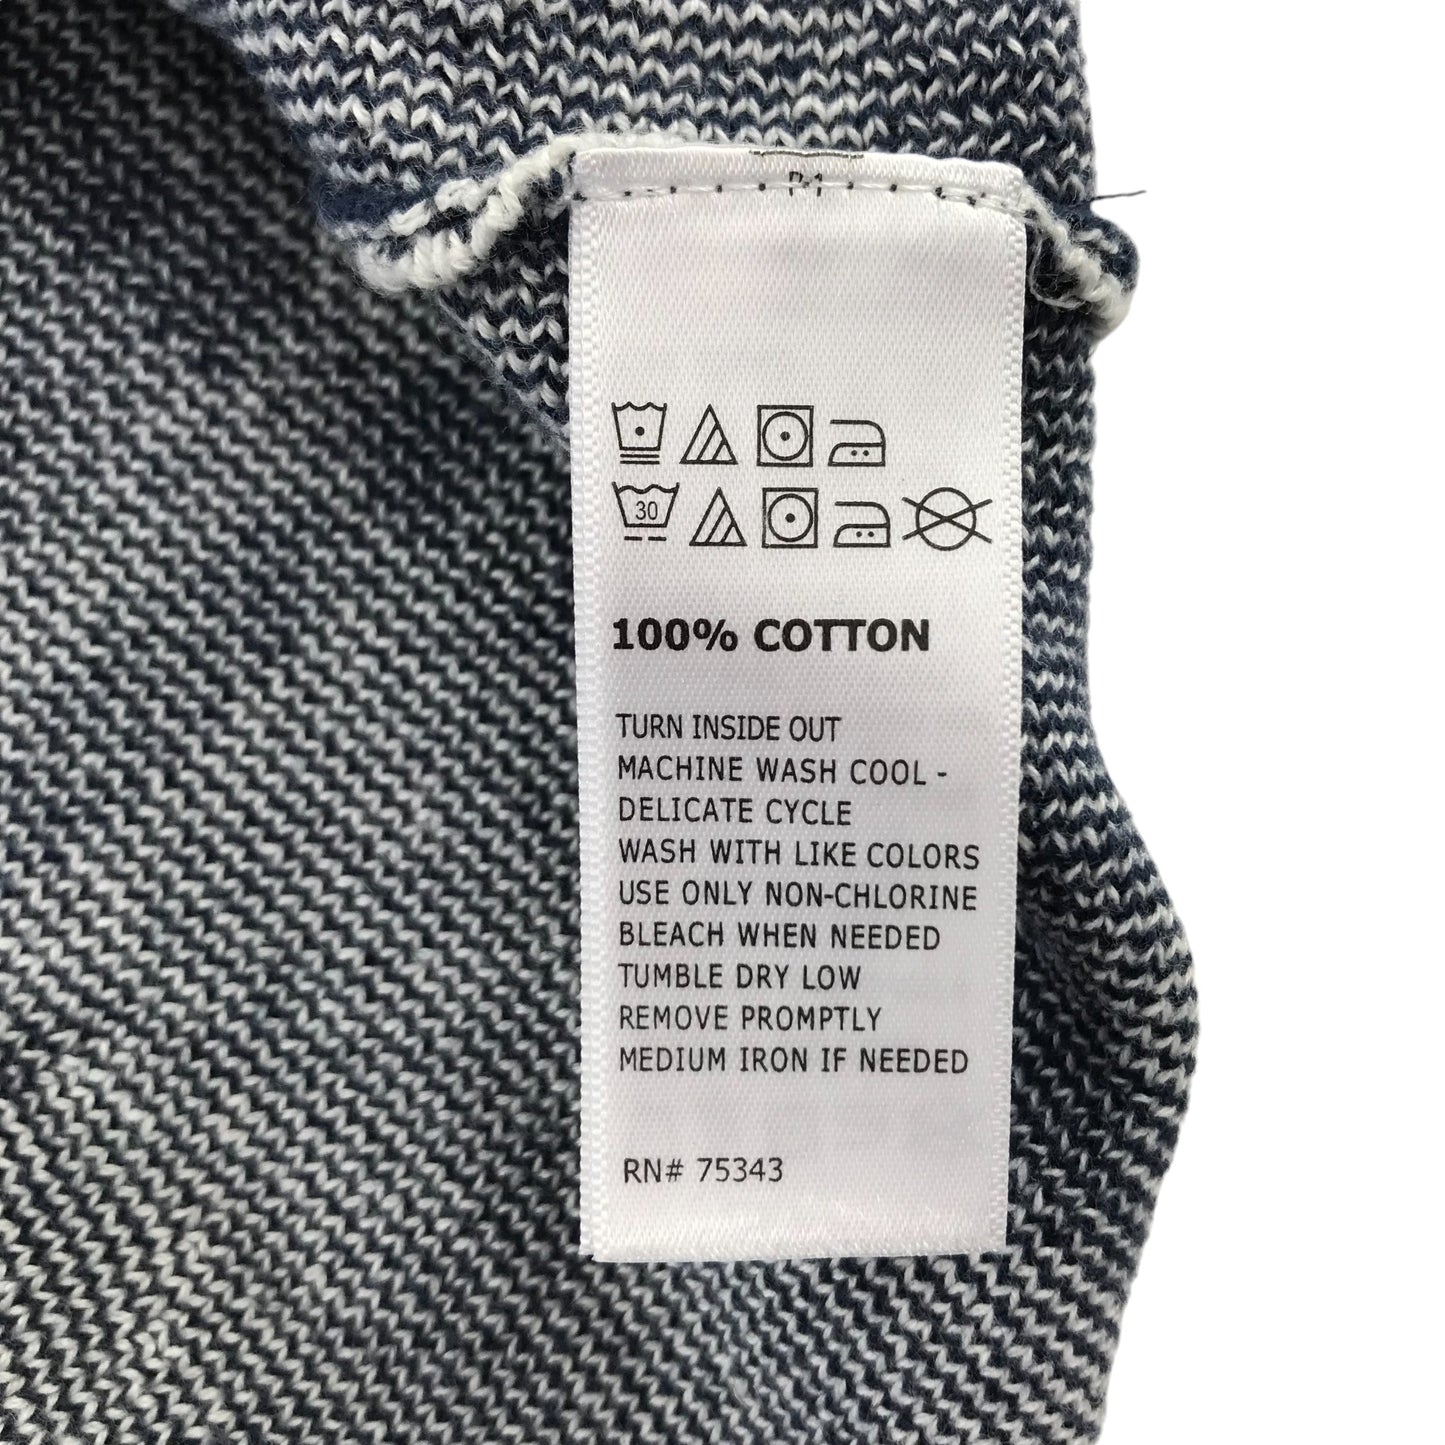 30
100% COTTON
TURN INSIDE OUT
MACHINE WASH COOL -
DELICATE CYCLE
WASH WITH LIKE COLORS
USE ONLY NON-CHLORINE
BLEACH WHEN NEEDED
TUMBLE DRY LOW
REMOVE PROMPTLY
MEDIUM IRON IF NEEDED
RN# 75343